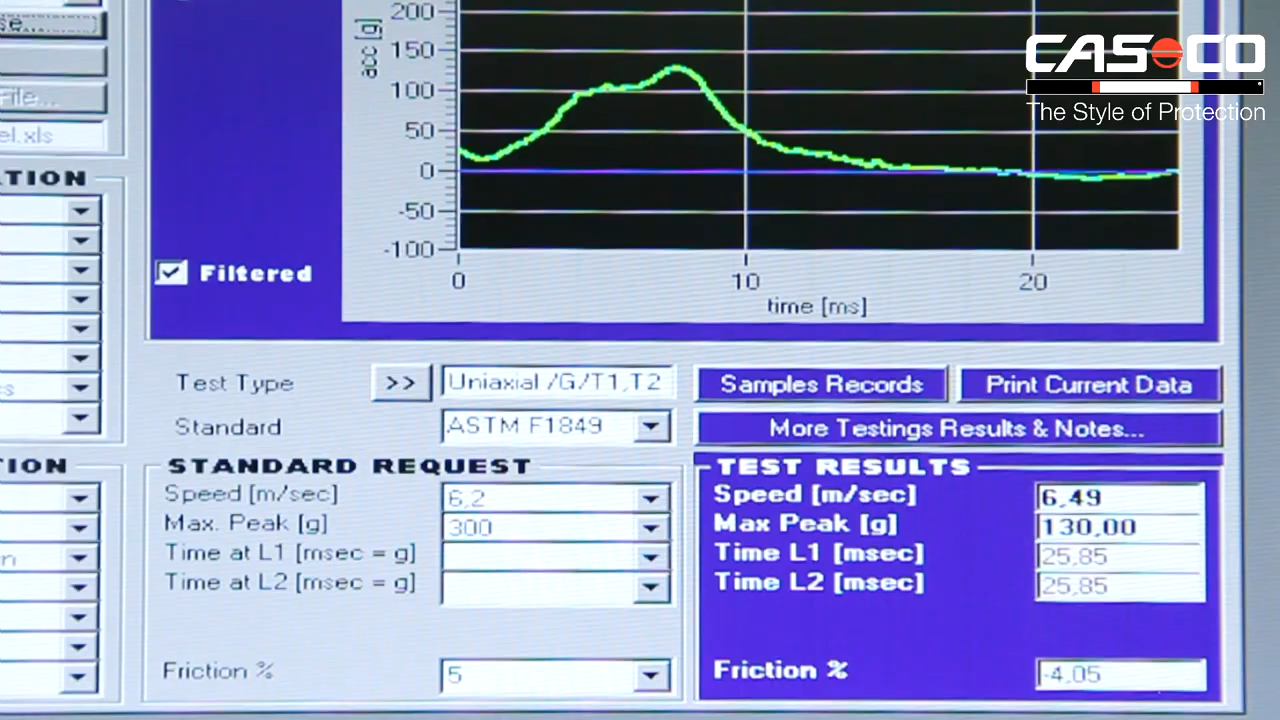 200
150
100
50
0
-50
-100
acc [g]
0 10 20
time [ms]
CASCO
The Style of Protection
File...
el.xls
ATION
Filtered
Test Type >> Uniaxial /G/T1,T2
Standard ASTM F1849
Samples Records
Print Current Data
More Testings Results & Notes...
ION
STANDARD REQUEST
Speed [m/sec] 6,2
Max. Peak [g] 300
Time at L1 [msec = g]
Time at L2 [msec = g]
Friction % 5
TEST RESULTS
Speed [m/sec] 6,49
Max Peak [g] 130,00
Time L1 [msec] 25,85
Time L2 [msec] 25,85
Friction % -4,05